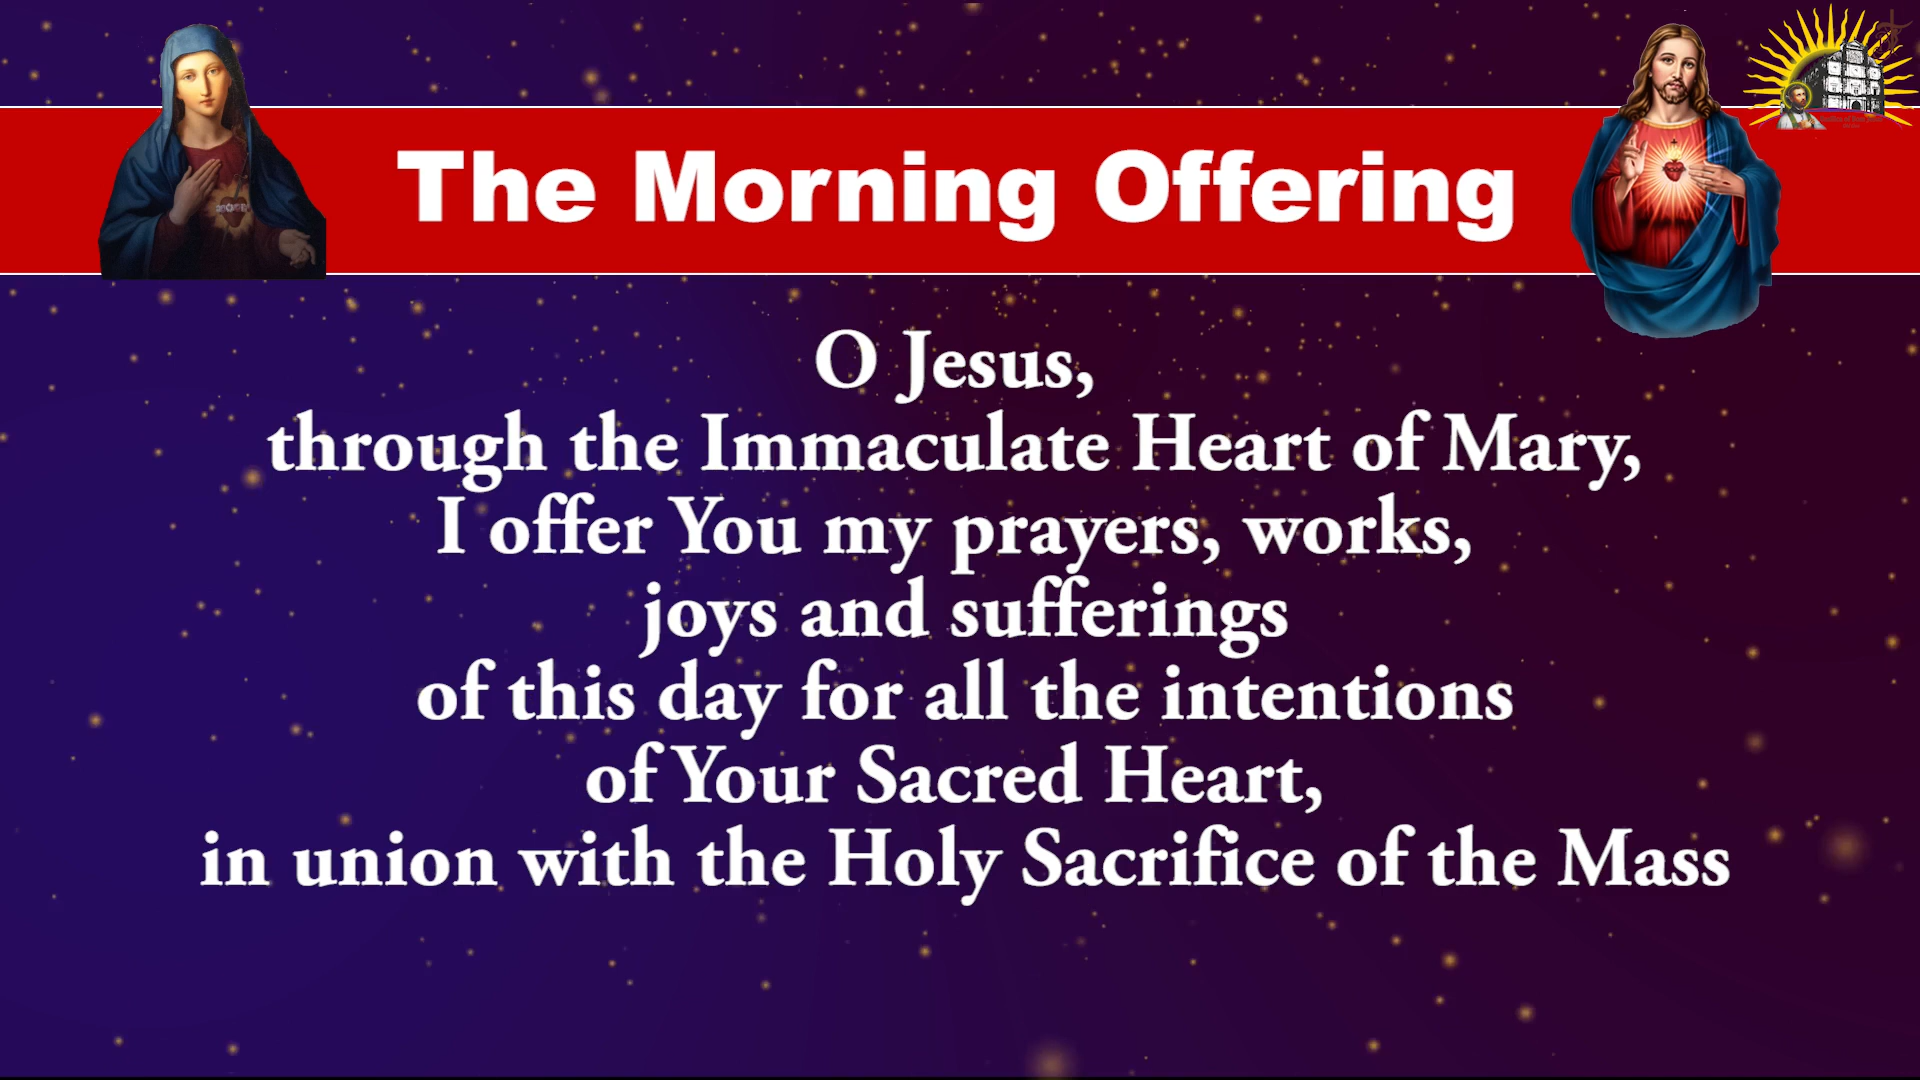 The Morning Offering
O Jesus,
through the Immaculate Heart of Mary,
I offer You my prayers, works,
joys and sufferings
of this day for all the intentions
of Your Sacred Heart,
in union with the Holy Sacrifice of the Mass